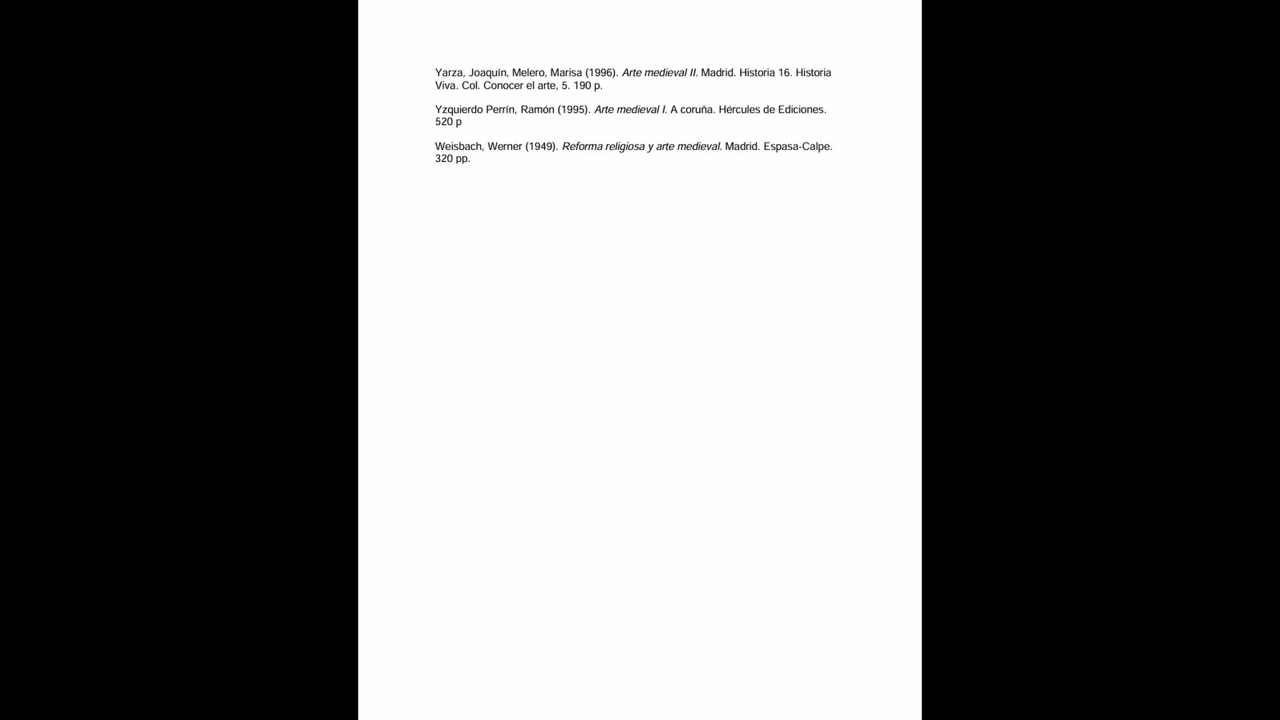 Yarza, Joaquín, Melero, Marisa (1996). Arte medieval II. Madrid. Historia 16. Historia
Viva. Col. Conocer el arte, 5. 190 p.
Yzquierdo Perrín, Ramón (1995). Arte medieval I. A coruña. Hércules de Ediciones.
520 p
Weisbach, Werner (1949). Reforma religiosa y arte medieval. Madrid. Espasa-Calpe.
320 pp.